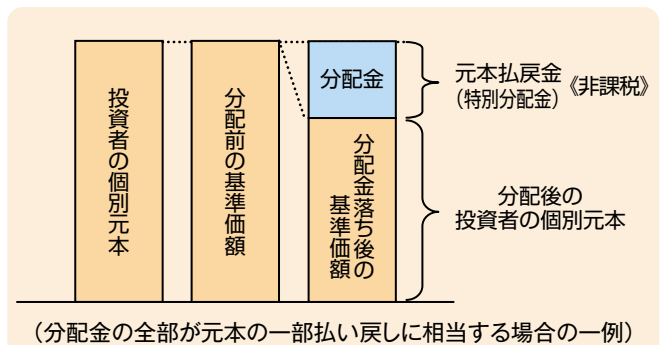 投資者の個別元本
分配前の基準価額
分配金
分配金落ち後の
基準価額
元本払戻金
（特別分配金）
《非課税》
分配後の
投資者の個別元本
（分配金の全部が元本の一部払い戻しに相当する場合の一例）